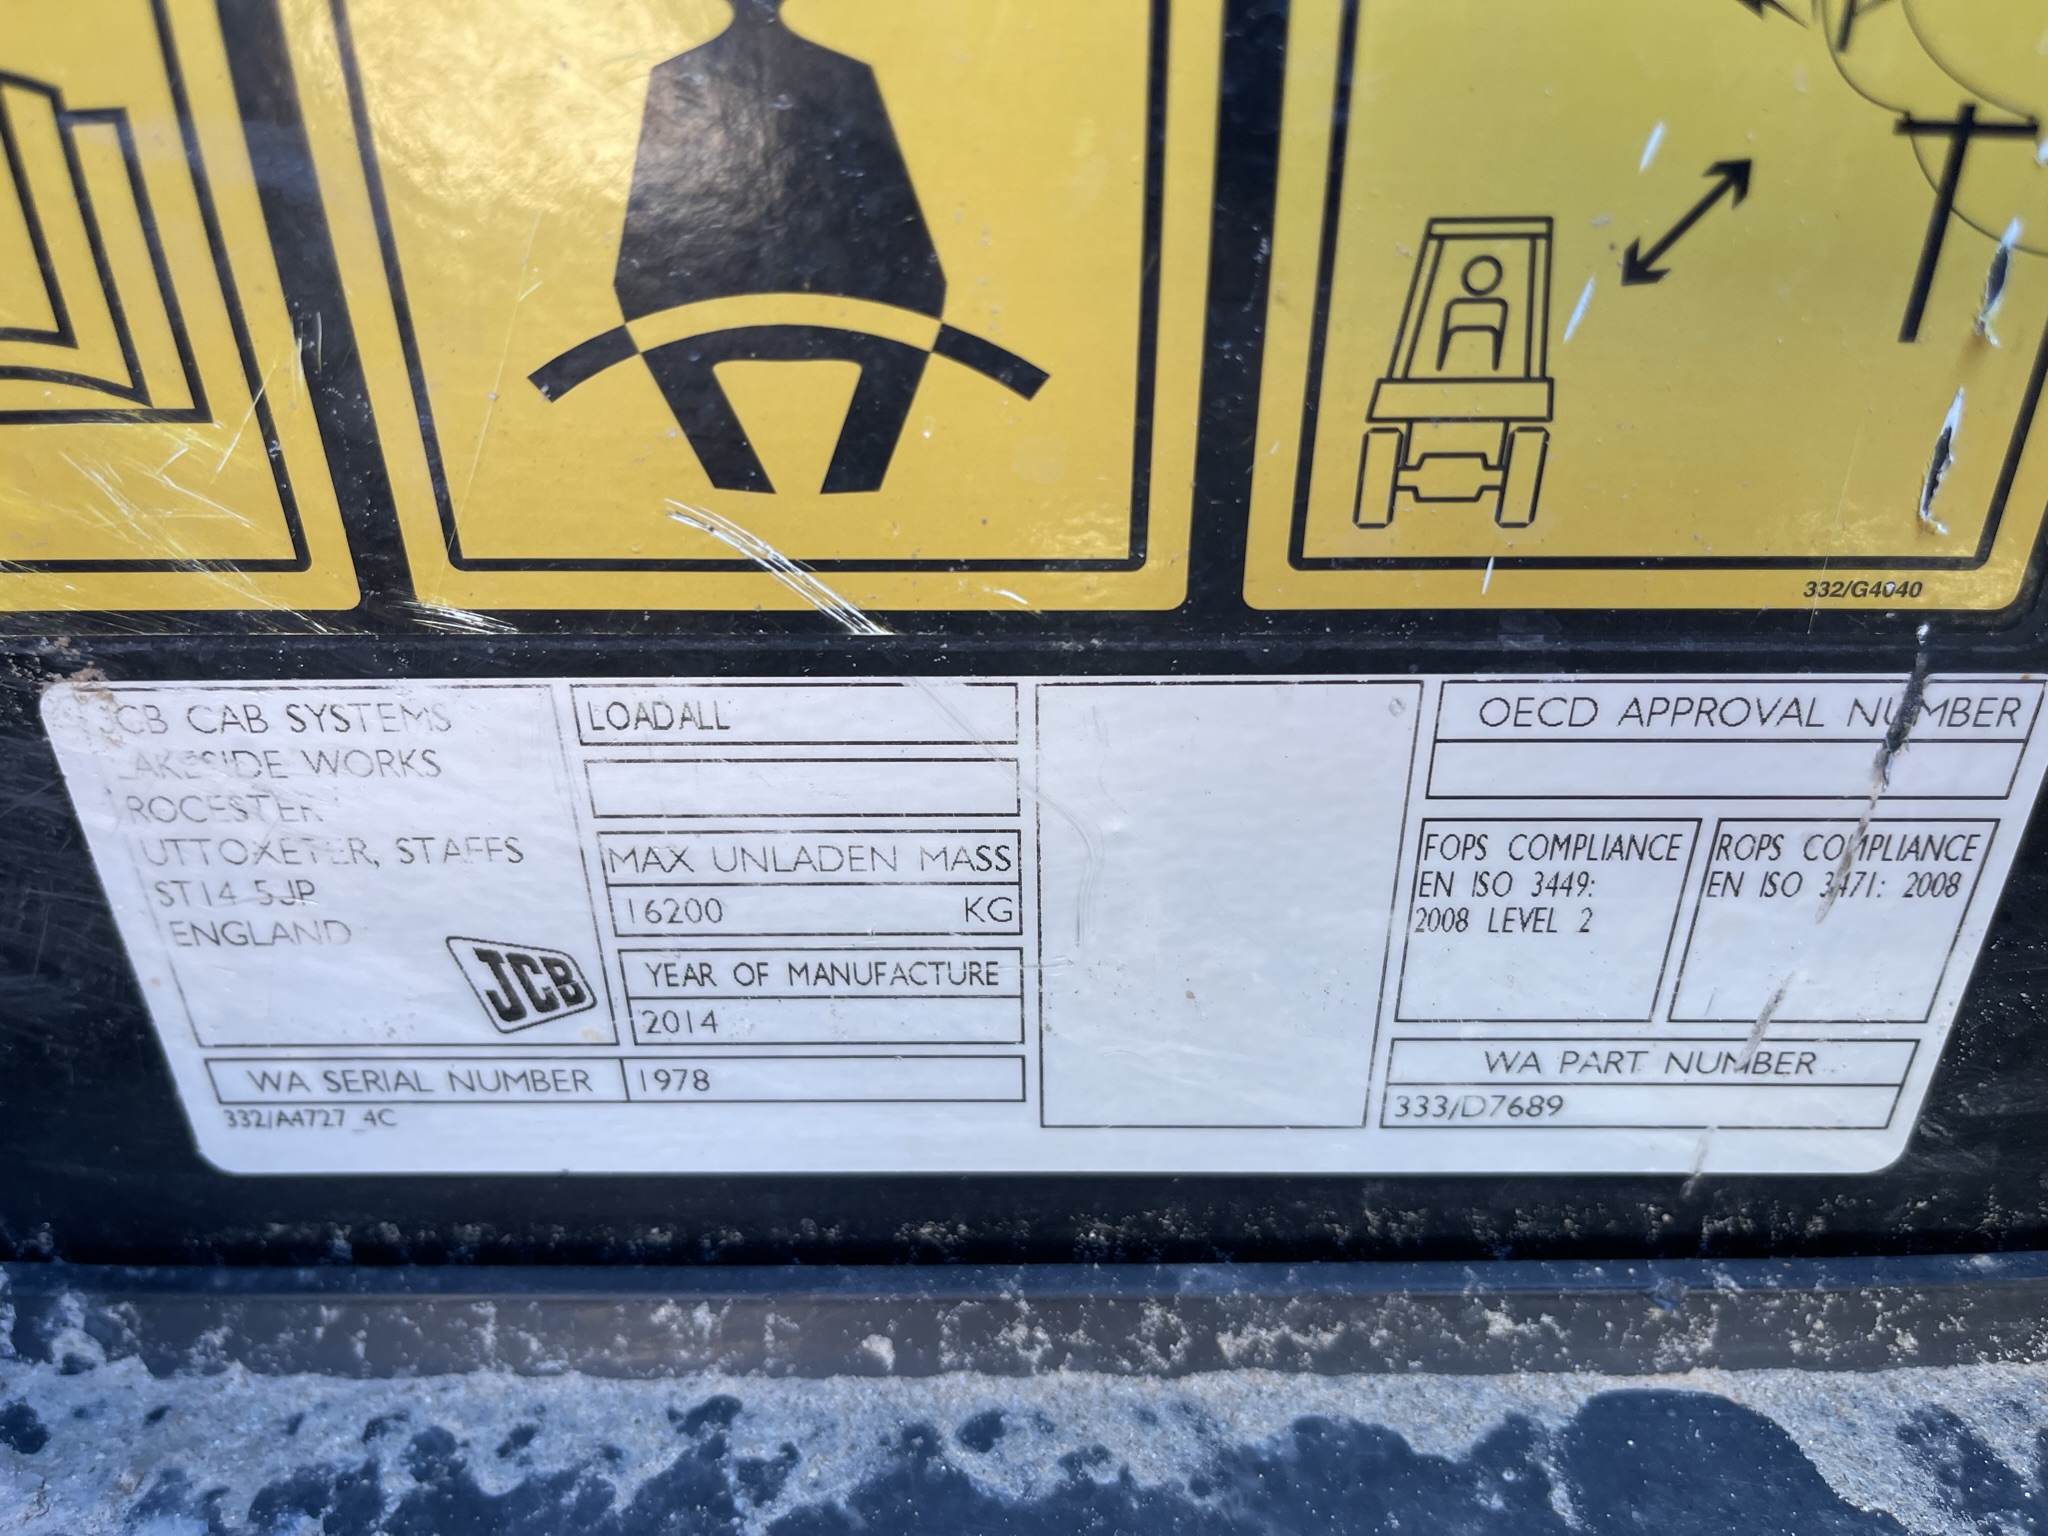 332/G4040
JCB CAB SYSTEMS
LAKESIDE WORKS
ROCESTER
UTTOXETER, STAFFS
ST14 5JP
ENGLAND
JCB
LOADALL
MAX UNLADEN MASS
16200 KG
YEAR OF MANUFACTURE
2014
WA SERIAL NUMBER 1978
332/A4727_4C
OECD APPROVAL NUMBER
FOPS COMPLIANCE
EN ISO 3449:
2008 LEVEL 2
ROPS COMPLIANCE
EN ISO 3471: 2008
WA PART NUMBER
333/D7689